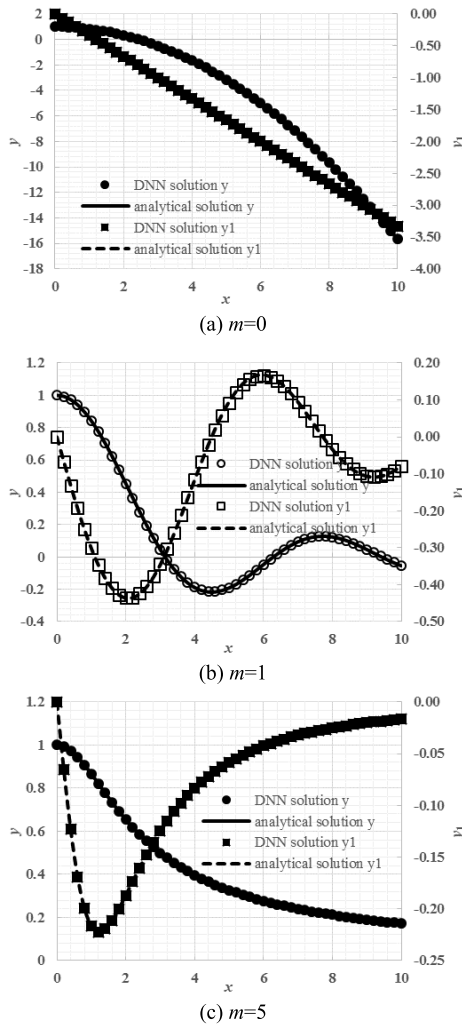 2
0
-2
-4
-6
-8
-10
-12
-14
-16
-18
y
0.00
-0.50
-1.00
-1.50
-2.00
-2.50
-3.00
-3.50
-4.00
y1
DNN solution y
analytical solution y
DNN solution y1
analytical solution y1
0 2 4 6 8 10
x
(a) m=0
1.2
1
0.8
0.6
0.4
0.2
0
-0.2
-0.4
y
0.20
0.10
0.00
-0.10
-0.20
-0.30
-0.40
-0.50
y1
DNN solution y
analytical solution y
DNN solution y1
analytical solution y1
0 2 4 6 8 10
x
(b) m=1
1.2
1
0.8
0.6
0.4
0.2
0
y
0.00
-0.05
-0.10
-0.15
-0.20
-0.25
y1
DNN solution y
analytical solution y
DNN solution y1
analytical solution y1
0 2 4 6 8 10
x
(c) m=5